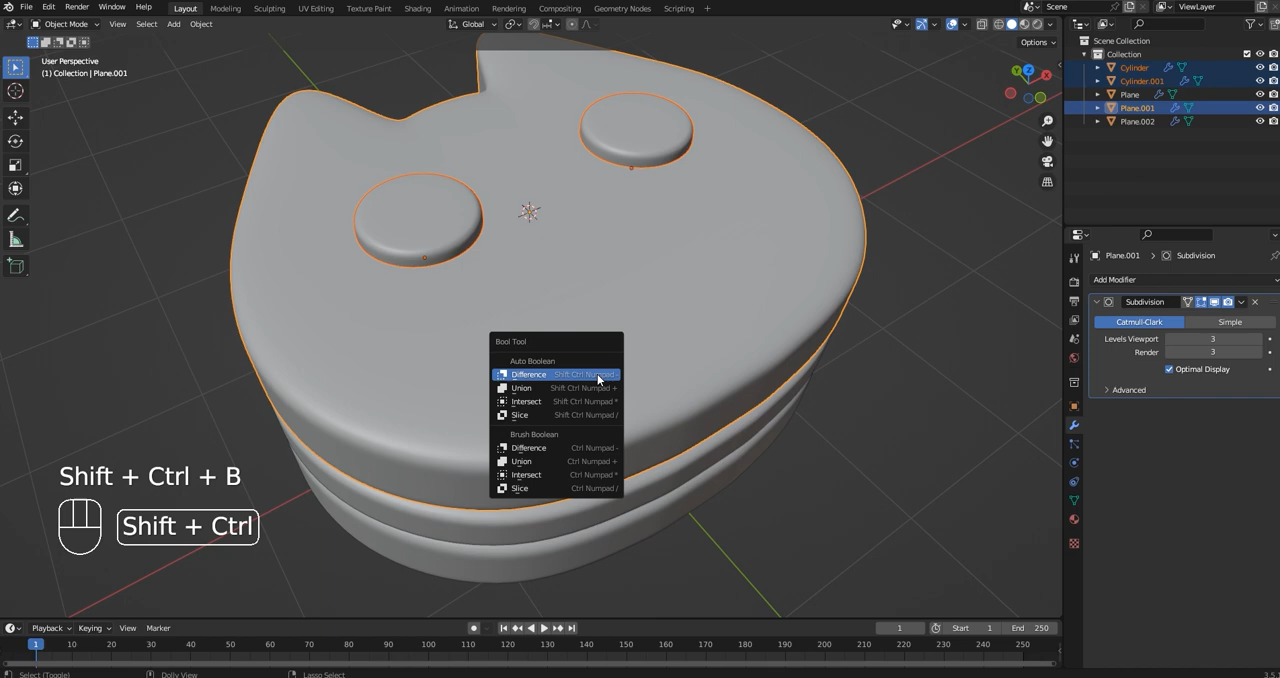 File Edit Render Window Help Layout Modeling Sculpting UV Editing Texture Paint Shading Animation Rendering Compositing Geometry Nodes Scripting + Scene ViewLayer
Object Mode View Select Add Object Global
Options
User Perspective
(1) Collection | Plane.001
Scene Collection
Collection
Cylinder
Cylinder.001
Plane
Plane.001
Plane.002
Plane.001 > Subdivision
Add Modifier
Subdivision
Catmull-Clark Simple
Levels Viewport 3
Render 3
Optimal Display
Advanced
X
Y
Z
Bool Tool
Auto Boolean
Difference Shift Ctrl Numpad -
Union Shift Ctrl Numpad +
Intersect Shift Ctrl Numpad *
Slice Shift Ctrl Numpad /
Brush Boolean
Difference Ctrl Numpad -
Union Ctrl Numpad +
Intersect Ctrl Numpad *
Slice Ctrl Numpad /
Shift + Ctrl + B
Shift + Ctrl
Playback Keying View Marker 1 Start 1 End 250
1 10 20 30 40 50 60 70 80 90 100 110 120 130 140 150 160 170 180 190 200 210 220 230 240 250
Select (Toggle) Dolly View Lasso Select 3.5